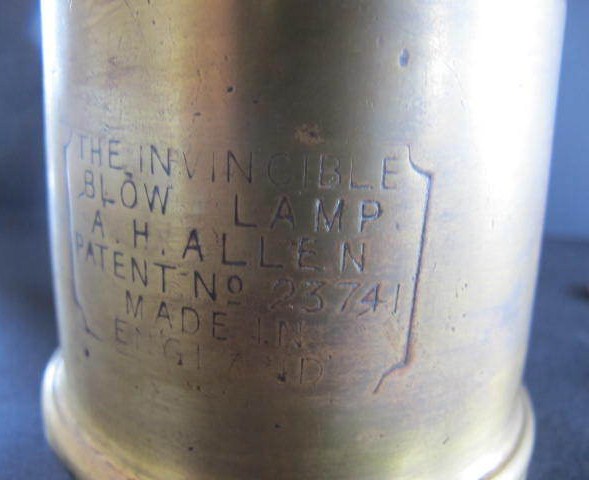 THE INVINCIBLE
BLOW LAMP.
A. H. ALLEN
PATENT Nº 23741
MADE IN
ENGLAND